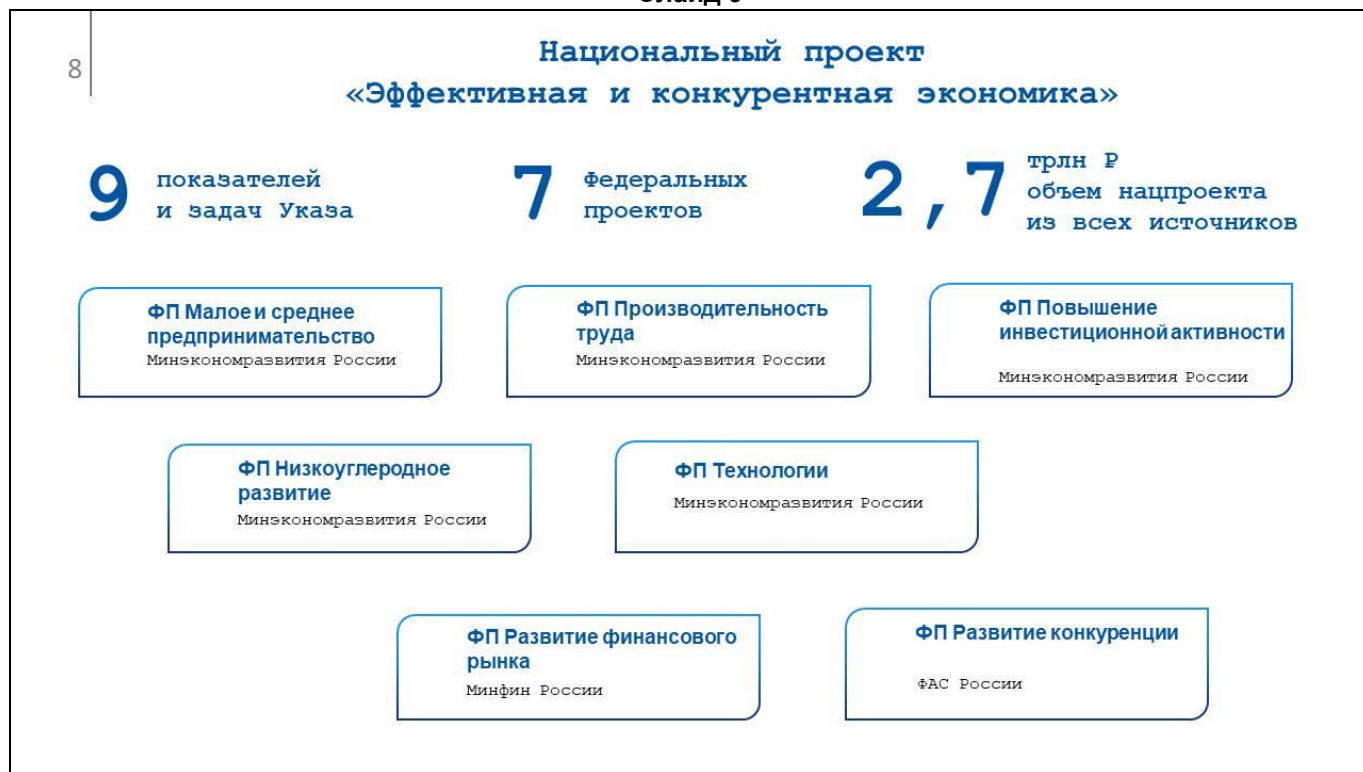 8
Национальный проект
«Эффективная и конкурентная экономика»
9
показателей
и задач Указа
7
Федеральных
проектов
2,7
трлн ₽
объем нацпроекта
из всех источников
ФП Малое и среднее
предпринимательство
Минэкономразвития России
ФП Производительность
труда
Минэкономразвития России
ФП Повышение
инвестиционной активности
Минэкономразвития России
ФП Низкоуглеродное
развитие
Минэкономразвития России
ФП Технологии
Минэкономразвития России
ФП Развитие финансового
рынка
Минфин России
ФП Развитие конкуренции
ФАС России